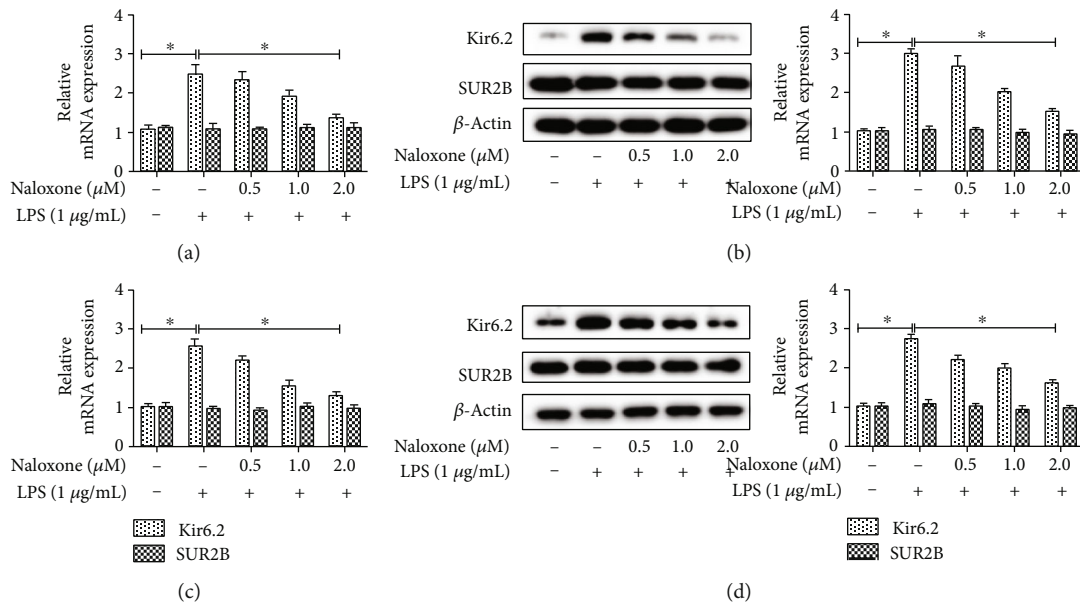 4
3
2
1
0
Relative
mRNA expression
*
*
Naloxone (μM)
–
–
0.5
1.0
2.0
LPS (1 μg/mL)
–
+
+
+
+
(a)
Kir6.2
SUR2B
β-Actin
Naloxone (μM)
–
–
0.5
1.0
2.0
LPS (1 μg/mL)
–
+
+
+
+
4
3
2
1
0
Relative
mRNA expression
*
*
Naloxone (μM)
–
–
0.5
1.0
2.0
LPS (1 μg/mL)
–
+
+
+
+
(b)
4
3
2
1
0
Relative
mRNA expression
*
*
Naloxone (μM)
–
–
0.5
1.0
2.0
LPS (1 μg/mL)
–
+
+
+
+
Kir6.2
SUR2B
(c)
Kir6.2
SUR2B
β-Actin
Naloxone (μM)
–
–
0.5
1.0
2.0
LPS (1 μg/mL)
–
+
+
+
+
4
3
2
1
0
Relative
mRNA expression
*
*
Naloxone (μM)
–
–
0.5
1.0
2.0
LPS (1 μg/mL)
–
+
+
+
+
Kir6.2
SUR2B
(d)